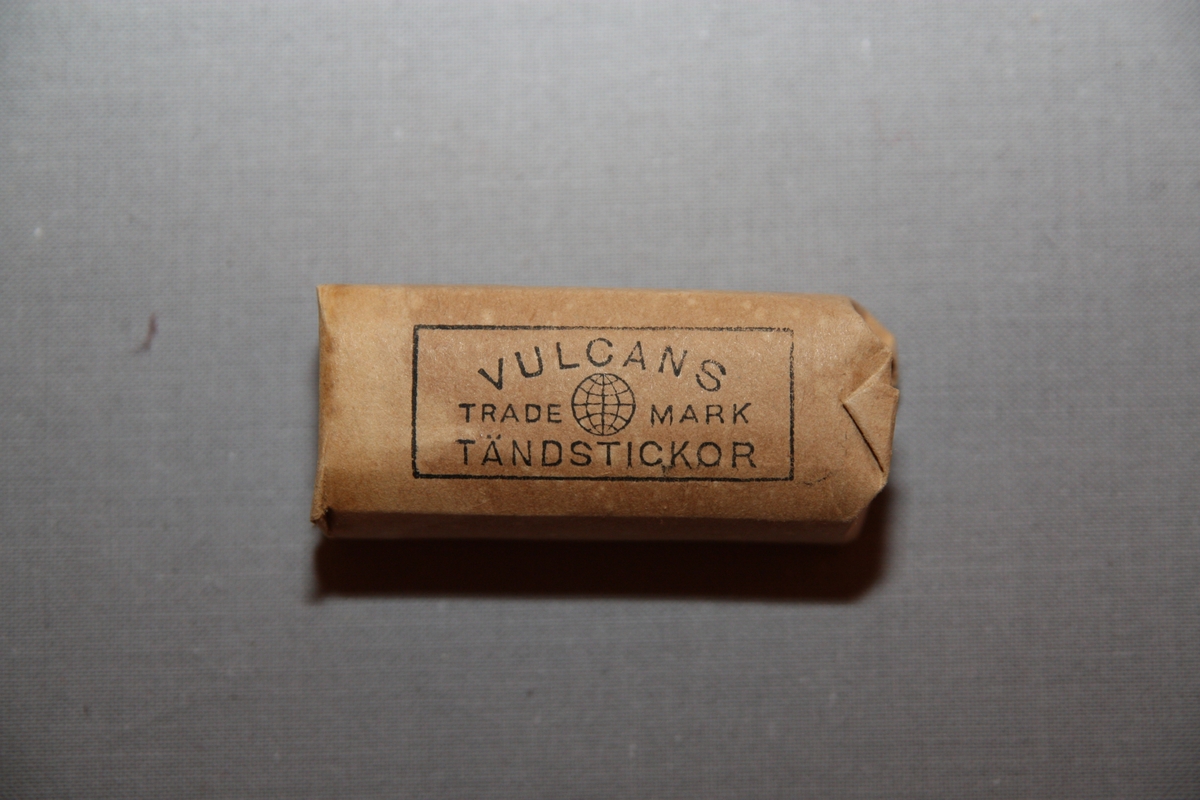 VULCANS
TRADE MARK
TÄNDSTICKOR